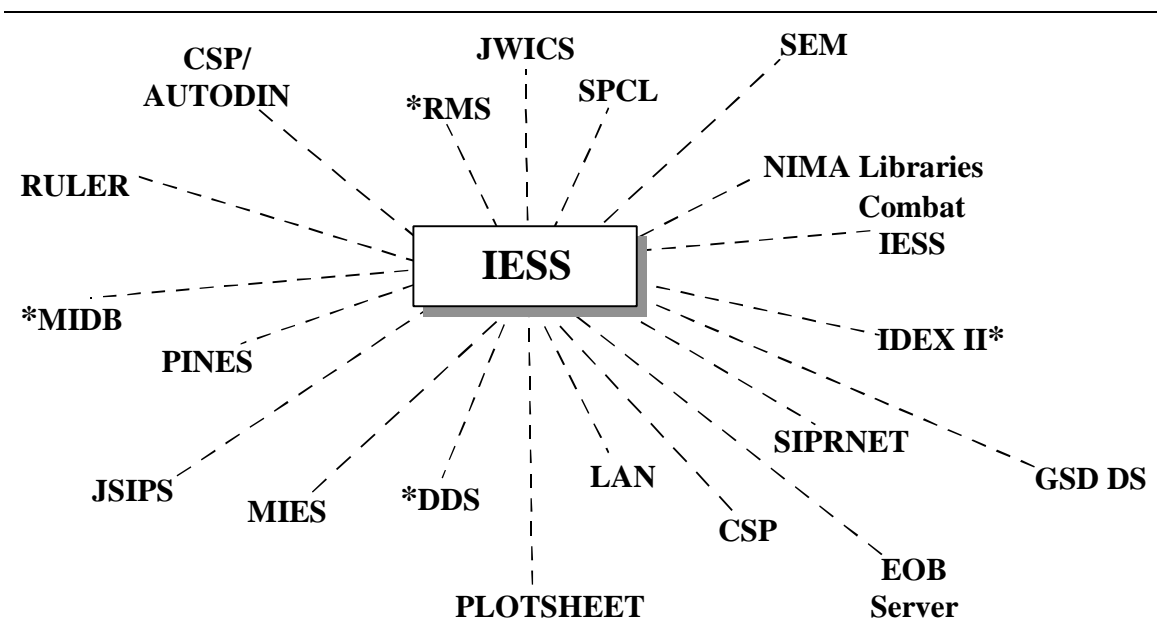 JWICS
SEM
CSP/
AUTODIN
*RMS
SPCL
RULER
NIMA Libraries
Combat
IESS
IESS
*MIDB
IDEX II*
PINES
SIPRNET
JSIPS
MIES
*DDS
LAN
GSD DS
CSP
EOB
Server
PLOTSHEET